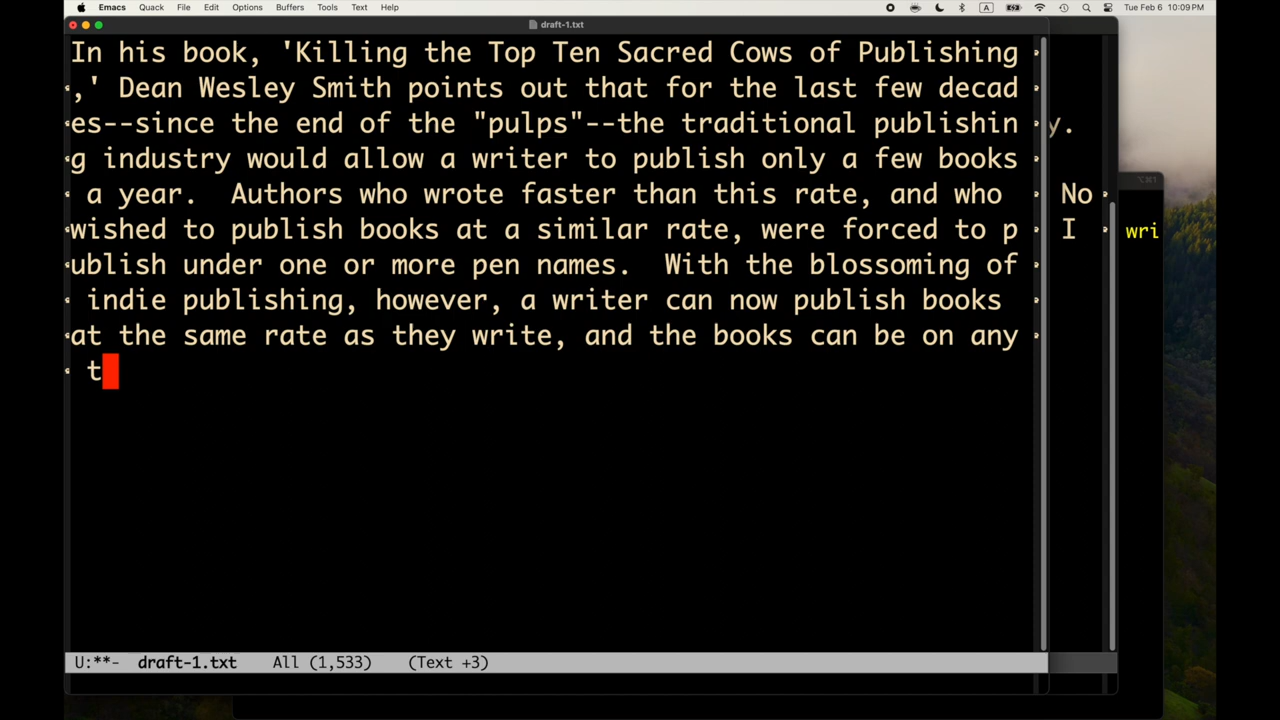 Emacs Quack File Edit Options Buffers Tools Text Help A Tue Feb 6 10:09 PM
draft-1.txt
In his book, 'Killing the Top Ten Sacred Cows of Publishing
,' Dean Wesley Smith points out that for the last few decad
es--since the end of the "pulps"--the traditional publishin
y.
g industry would allow a writer to publish only a few books
⌥⌘1
a year.  Authors who wrote faster than this rate, and who
No
wished to publish books at a similar rate, were forced to p
I wri
ublish under one or more pen names.  With the blossoming of
indie publishing, however, a writer can now publish books
at the same rate as they write, and the books can be on any
t
U:**-  draft-1.txt    All (1,533)    (Text +3)